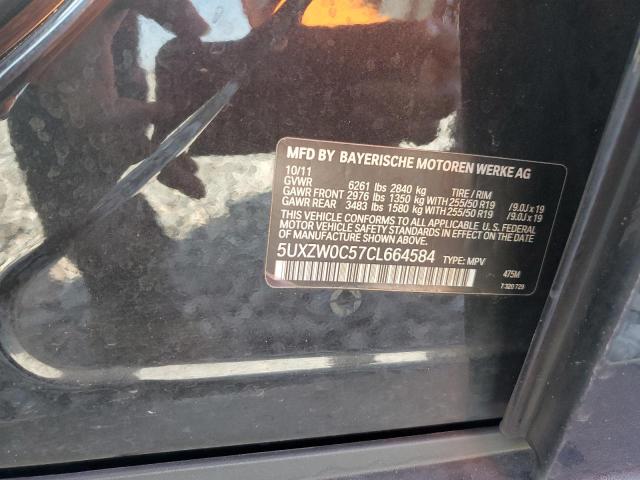 MFD BY BAYERISCHE MOTOREN WERKE AG
10/11
GVWR 6261 lbs 2840 kg TIRE / RIM
GAWR FRONT 2976 lbs 1350 kg WITH 255/50 R19 /9.0J x 19
GAWR REAR 3483 lbs 1580 kg WITH 255/50 R19 /9.0J x 19
THIS VEHICLE CONFORMS TO ALL APPLICABLE U.S. FEDERAL
MOTOR VEHICLE SAFETY STANDARDS IN EFFECT ON THE DATE
OF MANUFACTURE SHOWN ABOVE.
5UXZW0C57CL664584 TYPE: MPV
475M
7 320 729